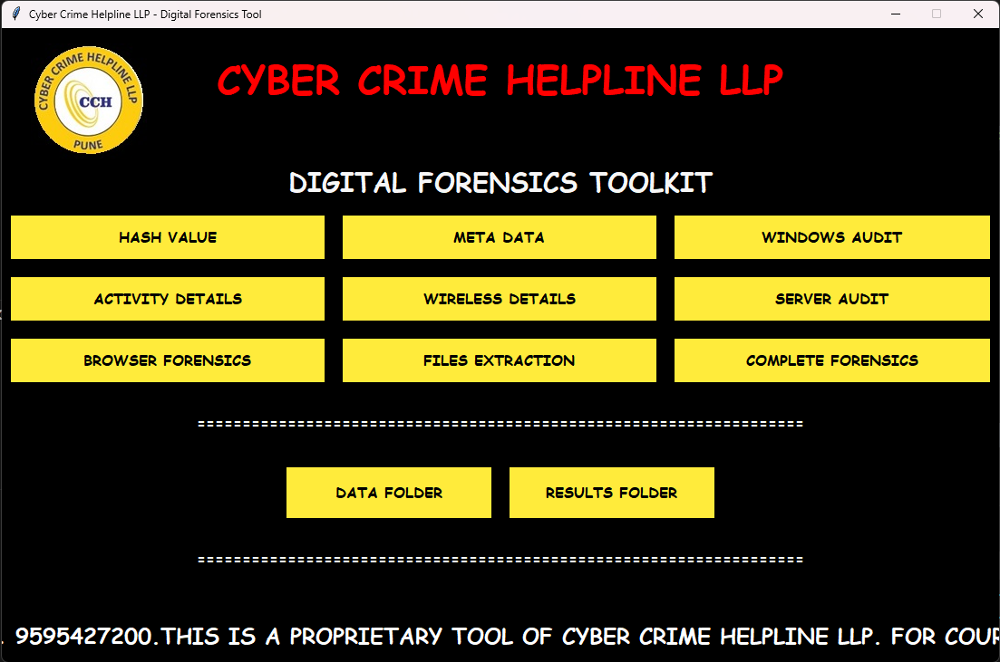 Cyber Crime Helpline LLP - Digital Forensics Tool
CYBER CRIME HELPLINE LLP
CCH
PUNE
CYBER CRIME HELPLINE LLP
DIGITAL FORENSICS TOOLKIT
HASH VALUE
META DATA
WINDOWS AUDIT
ACTIVITY DETAILS
WIRELESS DETAILS
SERVER AUDIT
BROWSER FORENSICS
FILES EXTRACTION
COMPLETE FORENSICS
===================================================================
DATA FOLDER
RESULTS FOLDER
===================================================================
. 9595427200.THIS IS A PROPRIETARY TOOL OF CYBER CRIME HELPLINE LLP. FOR COUR